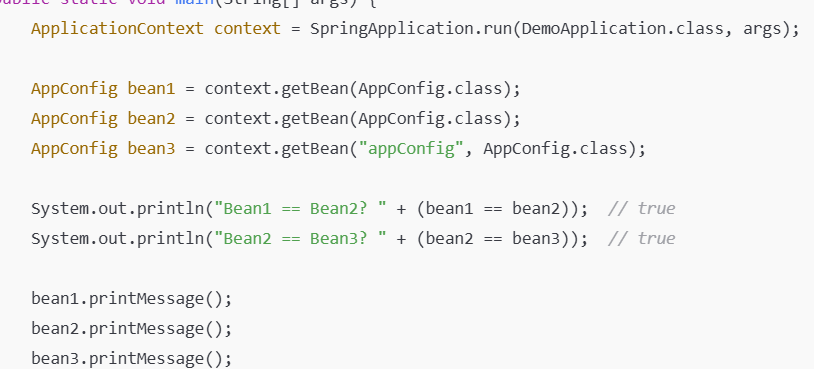 public static void main(String[] args) {
ApplicationContext context = SpringApplication.run(DemoApplication.class, args);
AppConfig bean1 = context.getBean(AppConfig.class);
AppConfig bean2 = context.getBean(AppConfig.class);
AppConfig bean3 = context.getBean("appConfig", AppConfig.class);
System.out.println("Bean1 == Bean2? " + (bean1 == bean2));  // true
System.out.println("Bean2 == Bean3? " + (bean2 == bean3));  // true
bean1.printMessage();
bean2.printMessage();
bean3.printMessage();